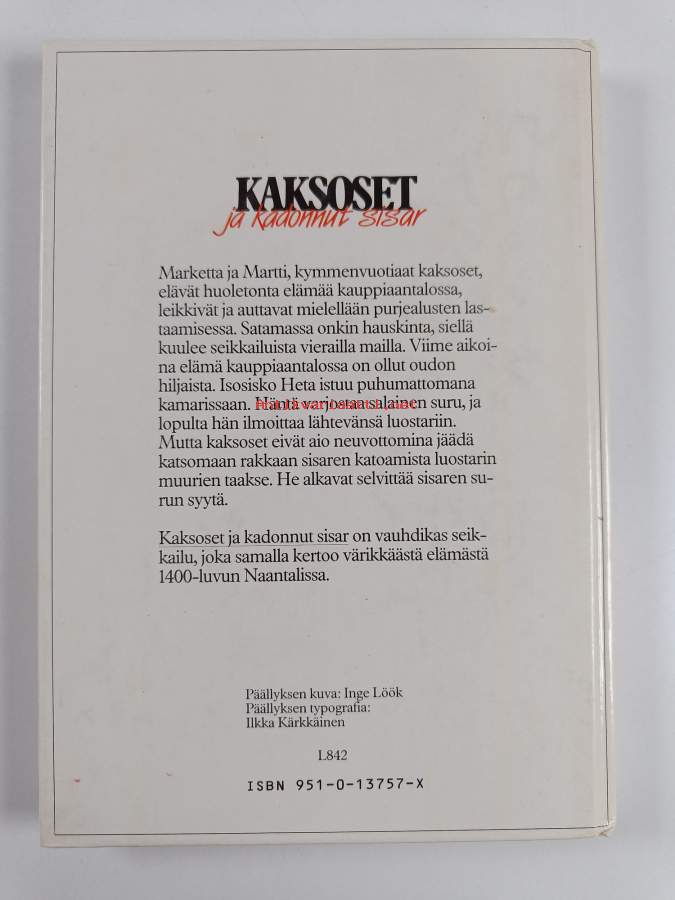 KAKSOSET
ja kadonnut sisar
Marketta ja Martti, kymmenvuotiaat kaksoset,
elävät huoletonta elämää kauppiaantalossa,
leikkivät ja auttavat mielellään purjealusten las-
taamisessa. Satamassa onkin hauskinta, siellä
kuulee seikkailuista vierailla mailla. Viime aikoi-
na elämä kauppiaantalossa on ollut oudon
hiljaista. Isosisko Heta istuu puhumattomana
kamarissaan. Häntä varjostaa salainen suru, ja
lopulta hän ilmoittaa lähtevänsä luostariin.
Mutta kaksoset eivät aio neuvottomina jäädä
katsomaan rakkaan sisaren katoamista luostarin
muurien taakse. He alkavat selvittää sisaren su-
run syytä.
Kaksoset ja kadonnut sisar on vauhdikas seik-
kailu, joka samalla kertoo värikkäästä elämästä
1400-luvun Naantalissa.
Päällyksen kuva: Inge Löök
Päällyksen typografia:
Ilkka Kärkkäinen
L842
ISBN 951-0-13757-X